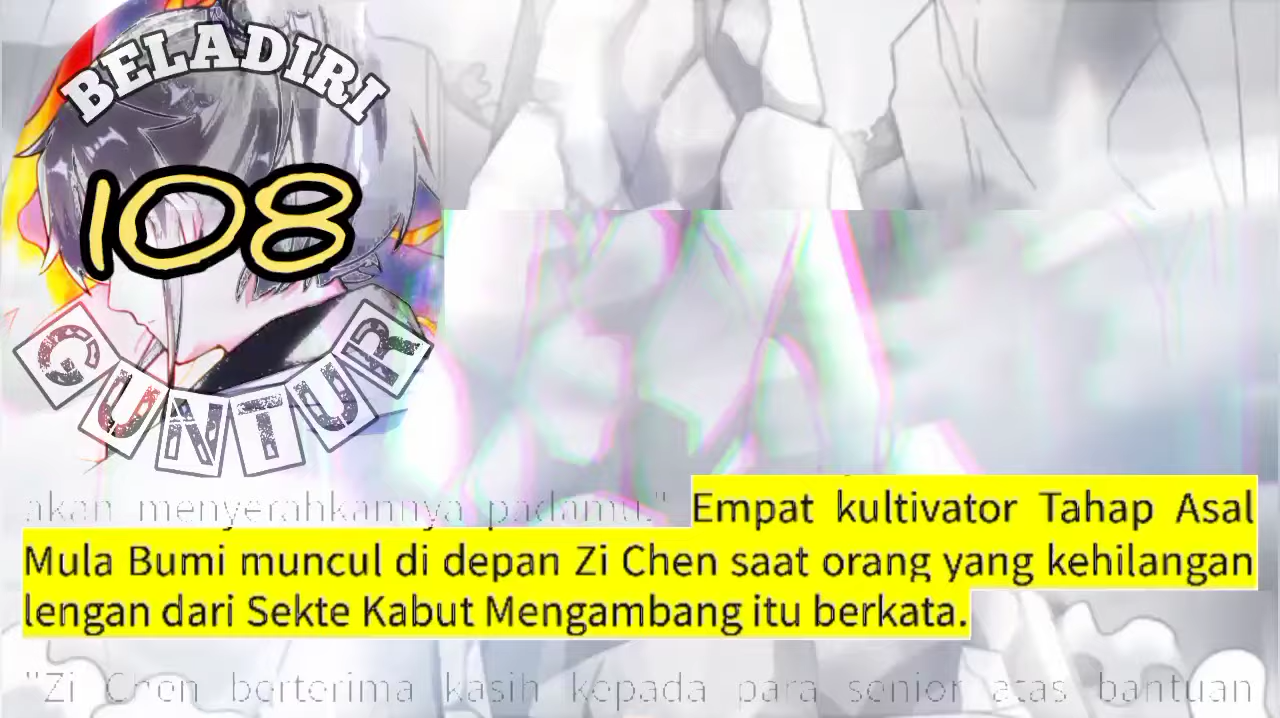 BELADIRI
108
GUNTUR
akan menyerahkannya padamu." Empat kultivator Tahap Asal
Mula Bumi muncul di depan Zi Chen saat orang yang kehilangan
lengan dari Sekte Kabut Mengambang itu berkata.
"Zi Chen berterima kasih kepada para senior atas bantuan